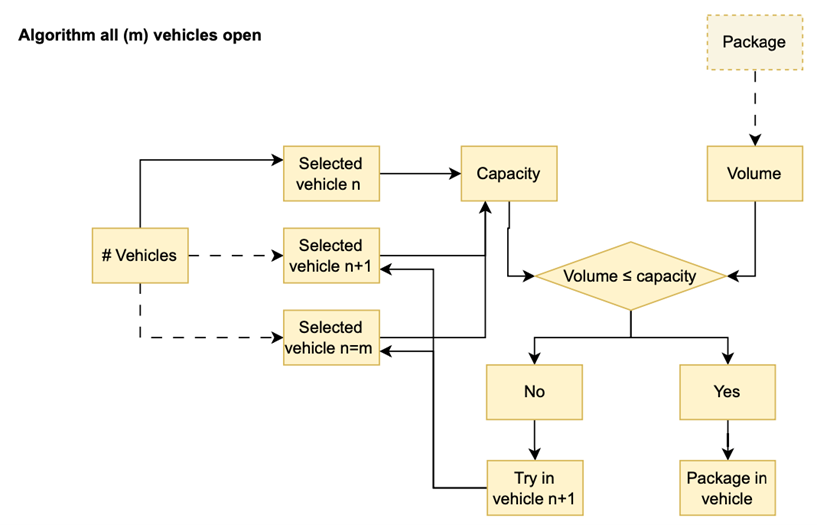 Algorithm all (m) vehicles open
Package
Selected
vehicle n
Capacity
Volume
# Vehicles
Selected
vehicle n+1
Volume ≤ capacity
Selected
vehicle n=m
No
Yes
Try in
vehicle n+1
Package in
vehicle